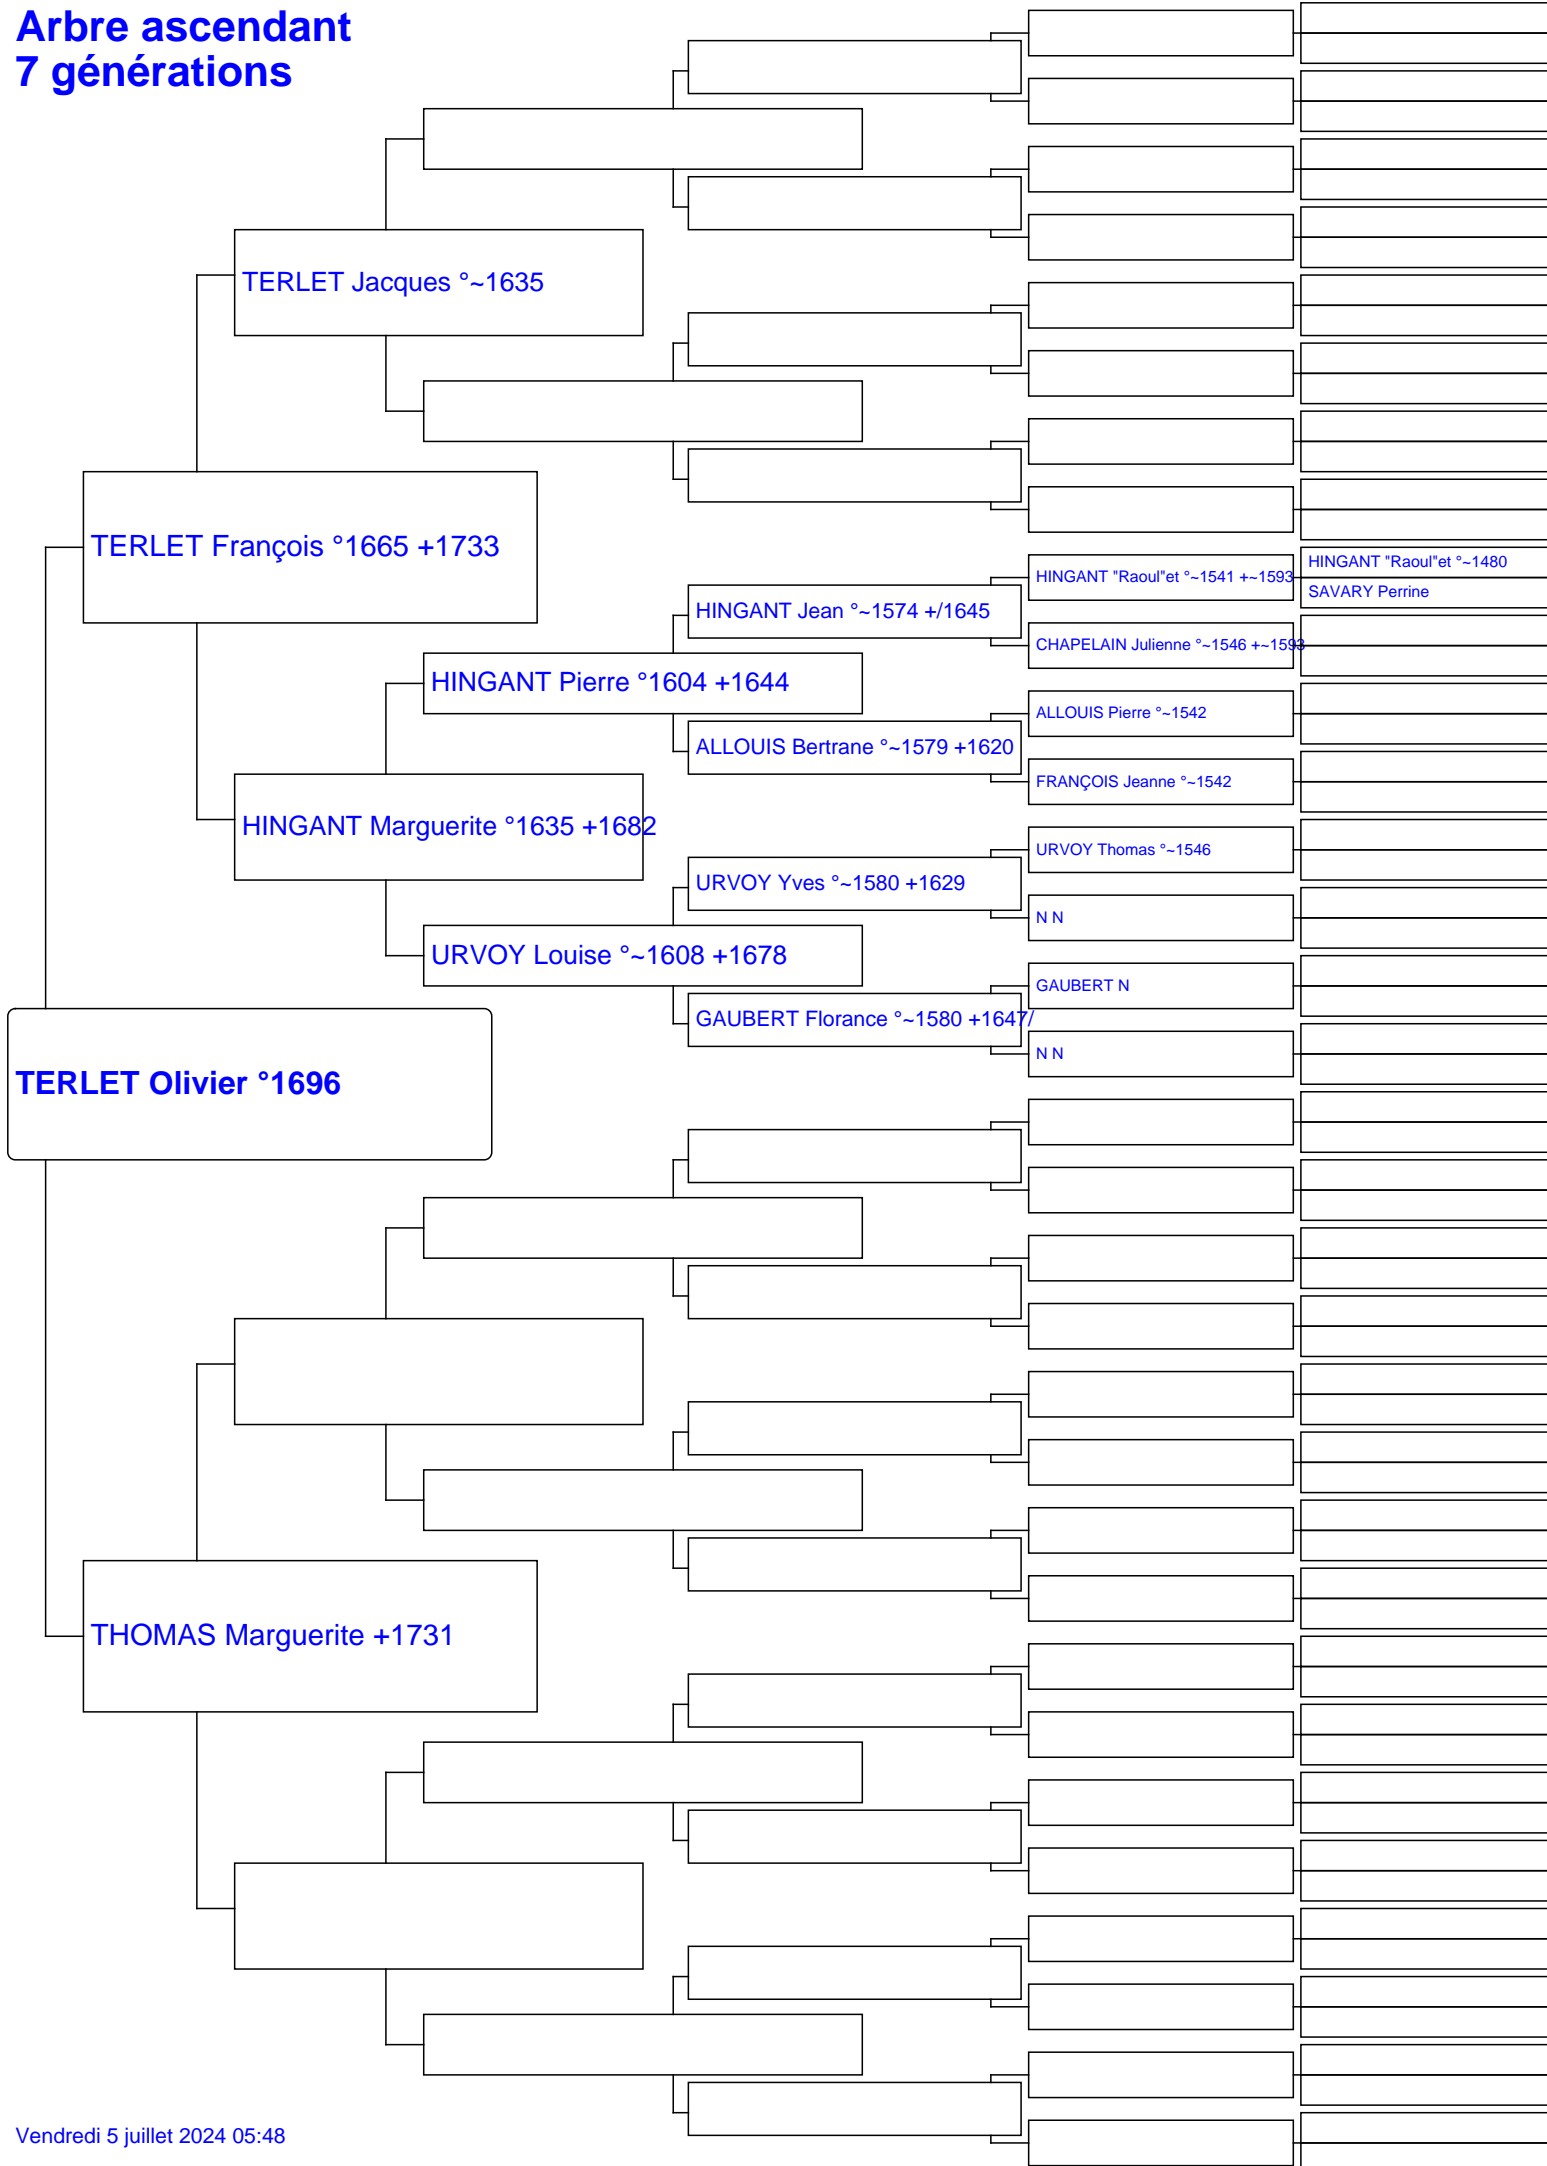 Arbre ascendant
7 générations
TERLET Jacques °~1635
TERLET François °1665 +1733
HINGANT "Raoul"et °~1541 +~1593
HINGANT "Raoul"et °~1480
SAVARY Perrine
HINGANT Jean °~1574 +/1645
CHAPELAIN Julienne °~1546 +~1593
HINGANT Pierre °1604 +1644
ALLOUIS Pierre °~1542
ALLOUIS Bertrane °~1579 +1620
FRANÇOIS Jeanne °~1542
HINGANT Marguerite °1635 +1682
URVOY Thomas °~1546
URVOY Yves °~1580 +1629
N N
URVOY Louise °~1608 +1678
GAUBERT N
GAUBERT Florance °~1580 +1647/
N N
TERLET Olivier °1696
THOMAS Marguerite +1731
Vendredi 5 juillet 2024 05:48